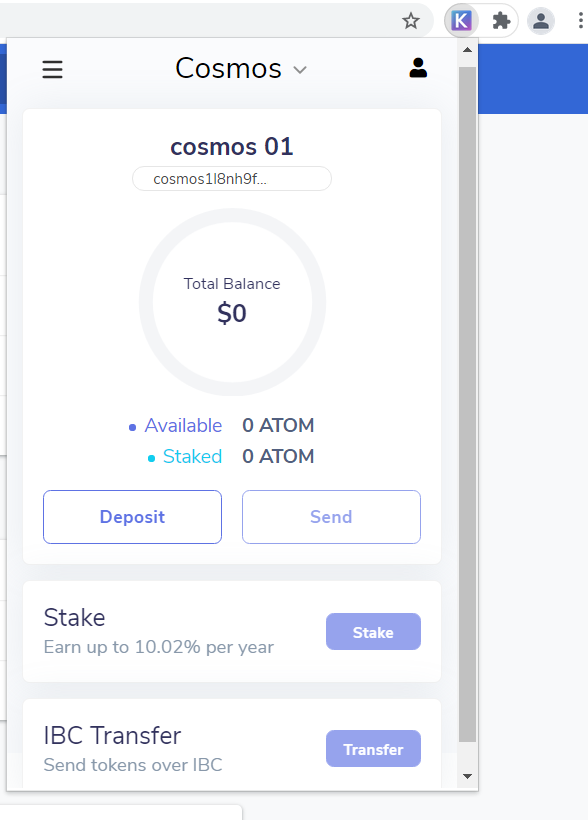 K
Cosmos
cosmos 01
cosmos1l8nh9f...
Total Balance
$0
Available 0 ATOM
Staked 0 ATOM
Deposit Send
Stake
Earn up to 10.02% per year
Stake
IBC Transfer
Send tokens over IBC
Transfer